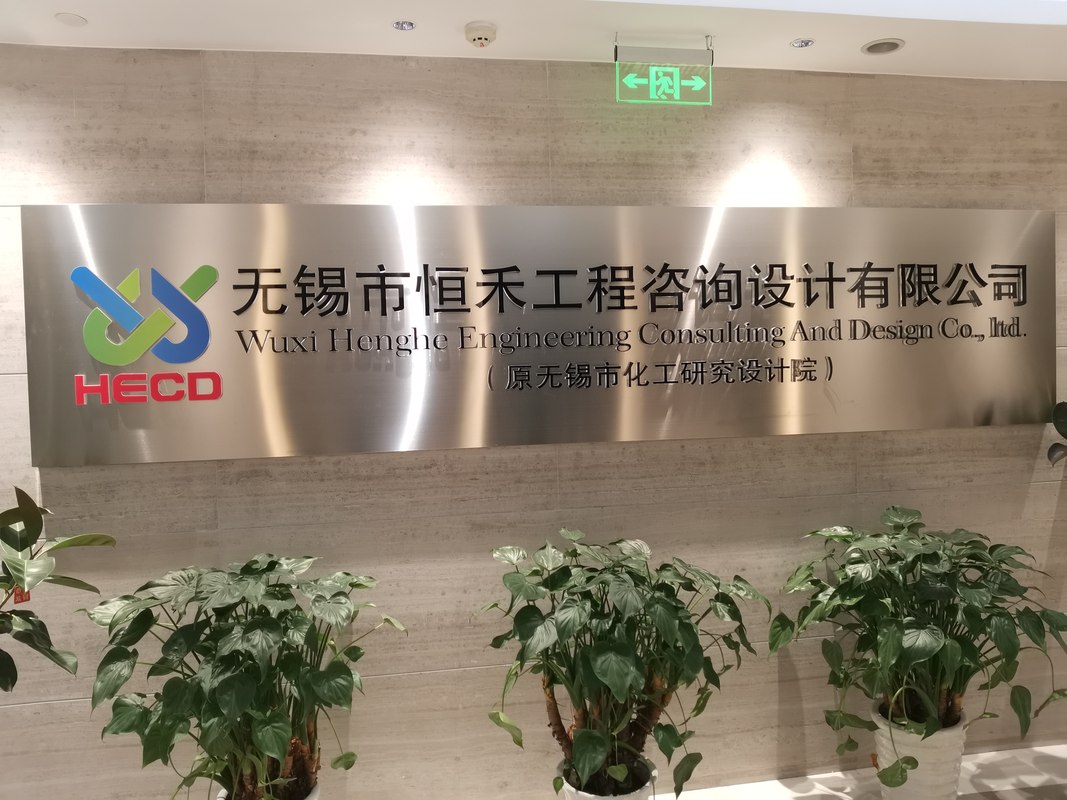 无锡市恒禾工程咨询设计有限公司
Wuxi Henghe Engineering Consulting And Design Co., ltd.
（原无锡市化工研究设计院）
HECD